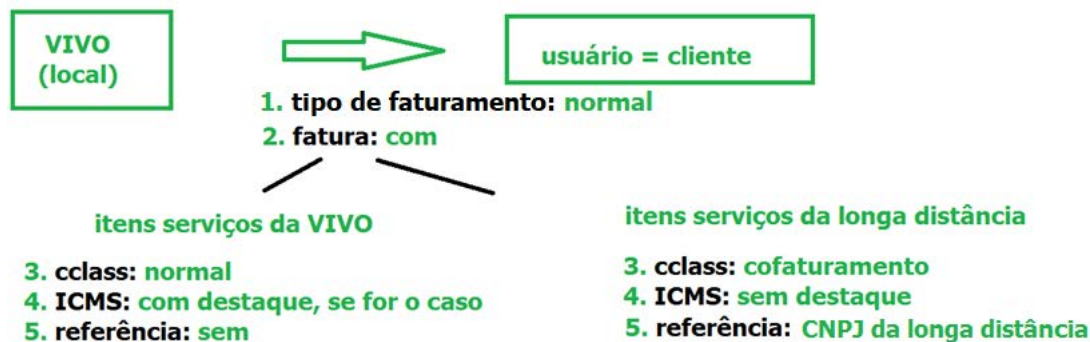 VIVO
(local)
usuário = cliente
1. tipo de faturamento: normal
2. fatura: com
itens serviços da VIVO
3. cclass: normal
4. ICMS: com destaque, se for o caso
5. referência: sem
itens serviços da longa distância
3. cclass: cofaturamento
4. ICMS: sem destaque
5. referência: CNPJ da longa distância